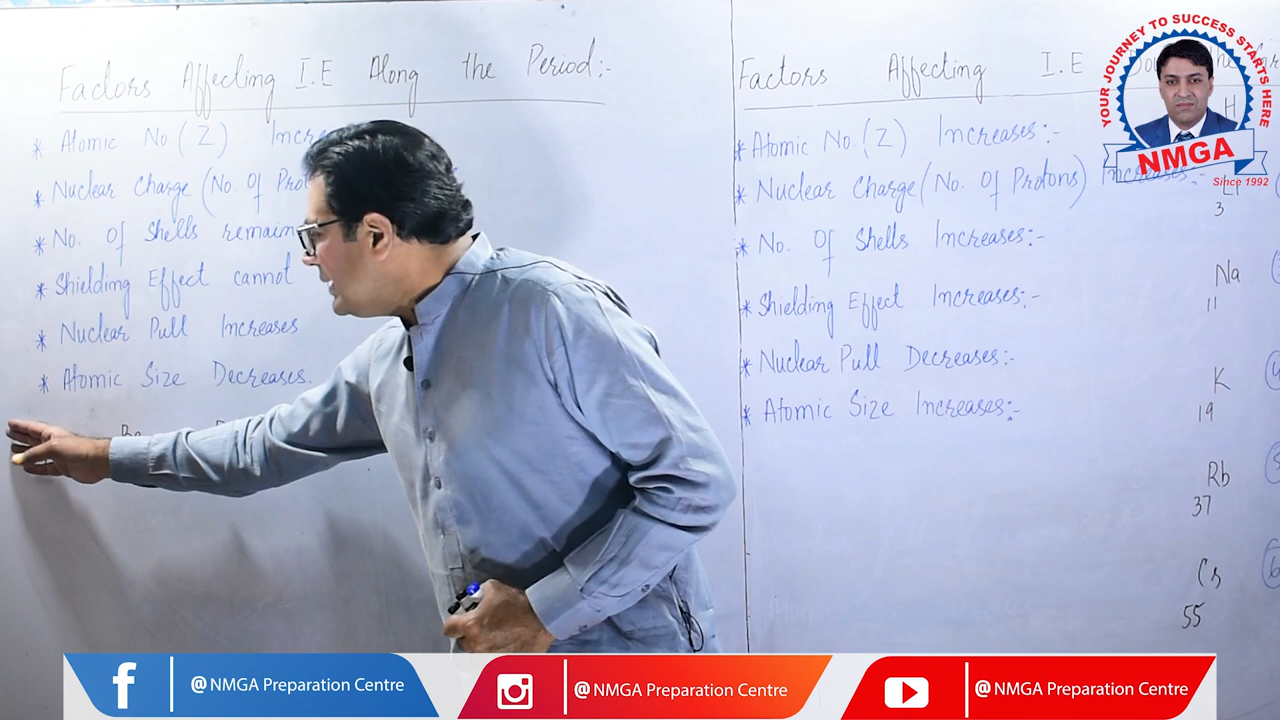 Factors Affecting I.E Along the Period:-
* Atomic No (Z) Incre
* Nuclear Charge (No. Of Prot
* No. Of Shells remain
* Shielding Effect cannot
* Nuclear Pull Increases
* Atomic Size Decreases.
Be
Factors Affecting I.E
* Atomic No. (Z) Increases:-
* Nuclear Charge (No. Of Protons) Increases:-
* No. Of Shells Increases:-
* Shielding Effect Increases:-
* Nuclear Pull Decreases:-
* Atomic Size Increases:-
H
Li
3
Na
11
K
19
Rb
37
Cs
55
YOUR JOURNEY TO SUCCESS STARTS HERE
NMGA
Since 1992
@NMGA Preparation Centre
@NMGA Preparation Centre
@NMGA Preparation Centre